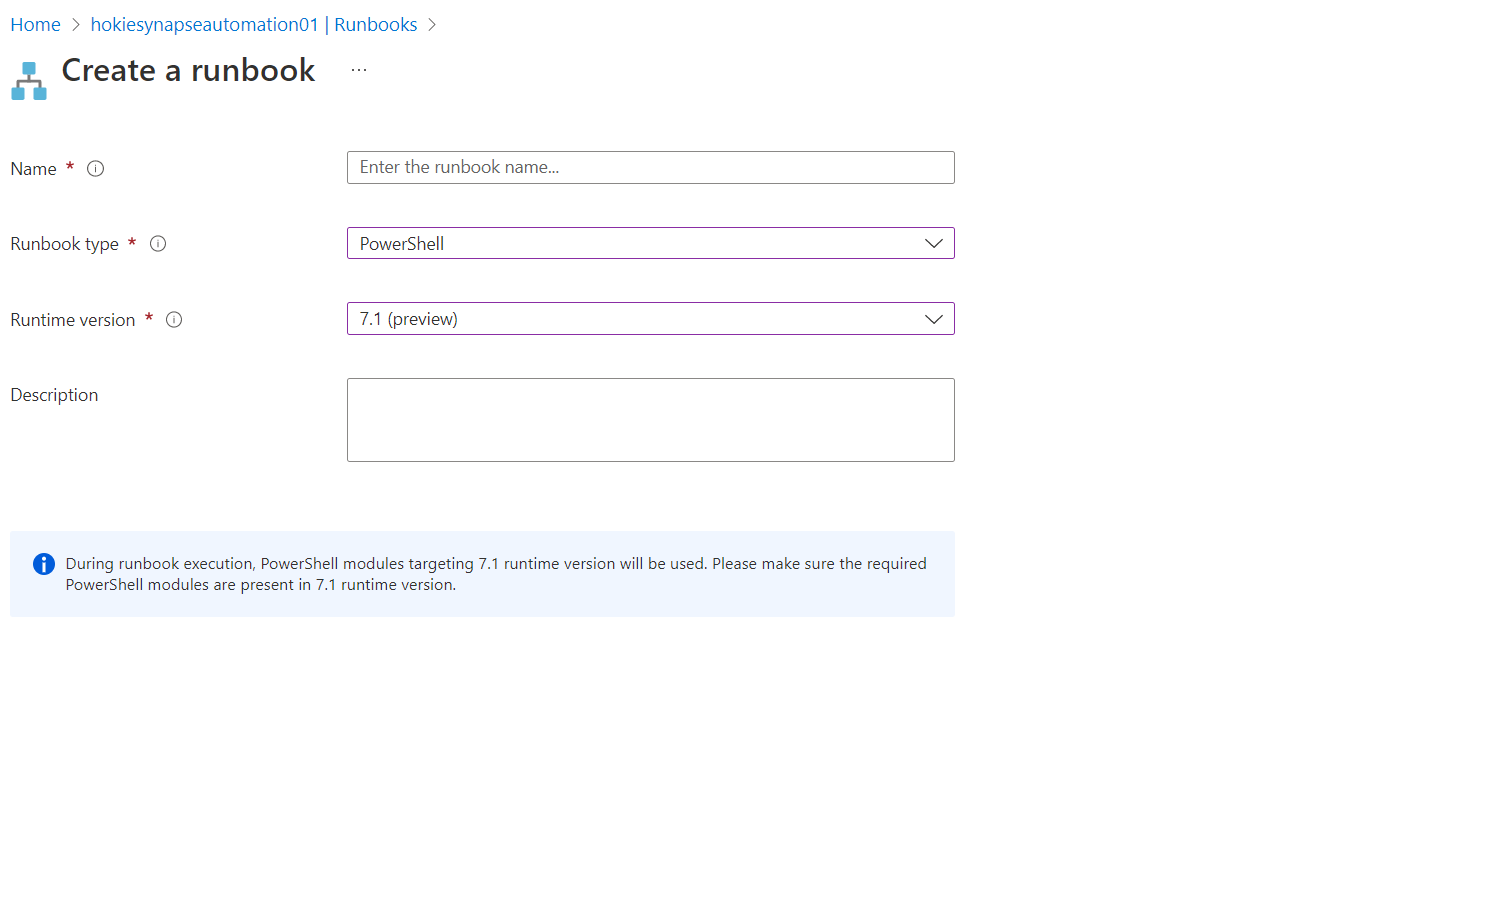 Home > hokiesynapseautomation01 | Runbooks >
Create a runbook ...
Name *
Enter the runbook name...
Runbook type *
PowerShell
Runtime version *
7.1 (preview)
Description
During runbook execution, PowerShell modules targeting 7.1 runtime version will be used. Please make sure the required
PowerShell modules are present in 7.1 runtime version.